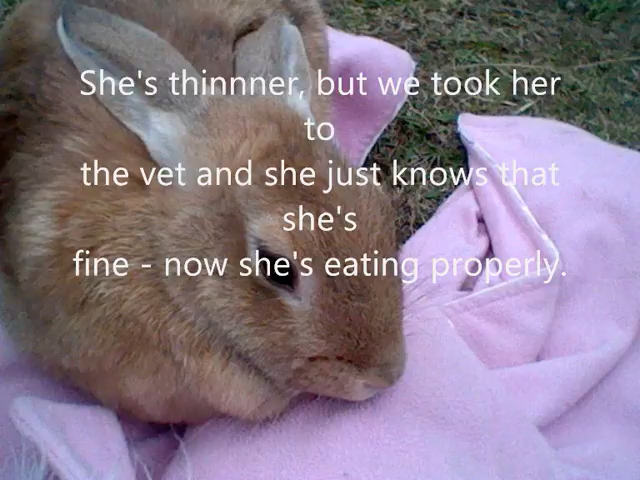 She's thinnner, but we took her
to
the vet and she just knows that
she's
fine - now she's eating properly.